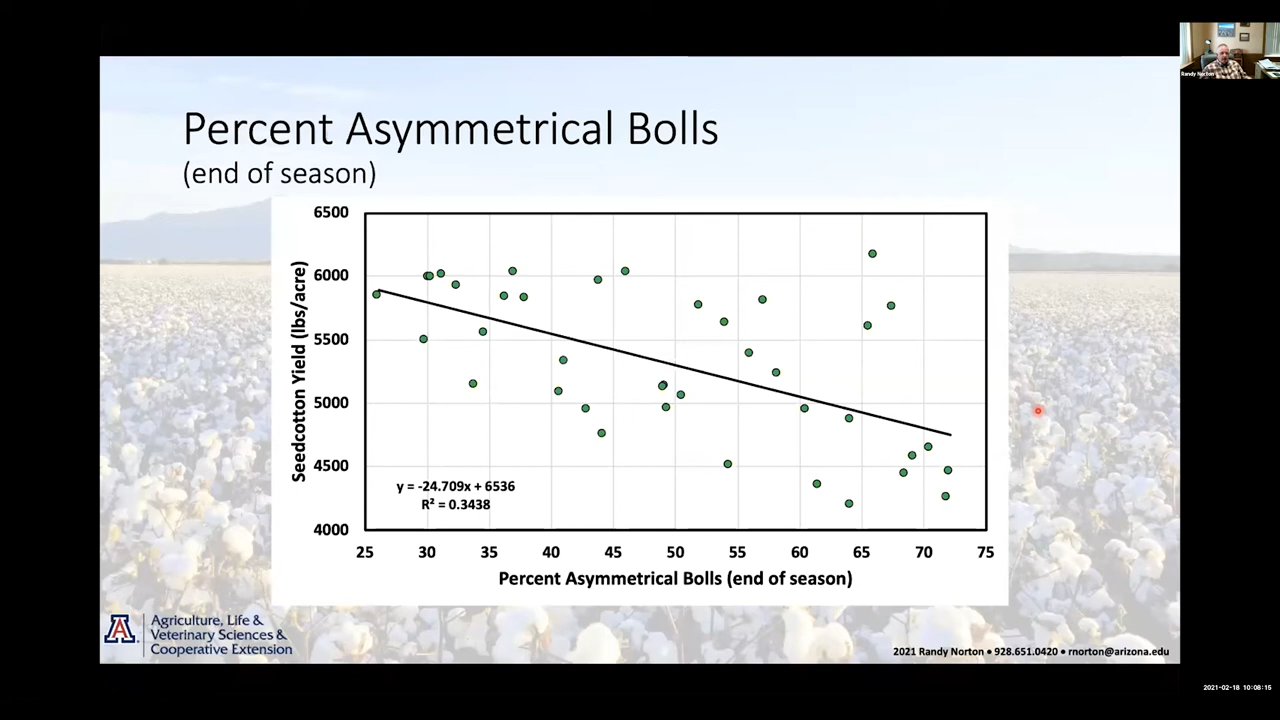 Randy Norton
Percent Asymmetrical Bolls
(end of season)
Seedcotton Yield (lbs/acre)
6500
6000
5500
5000
4500
4000
y = -24.709x + 6536
R² = 0.3438
25 30 35 40 45 50 55 60 65 70 75
Percent Asymmetrical Bolls (end of season)
A
Agriculture, Life &
Veterinary Sciences &
Cooperative Extension
2021 Randy Norton • 928.651.0420 • rnorton@arizona.edu
2021-02-18 10:08:15